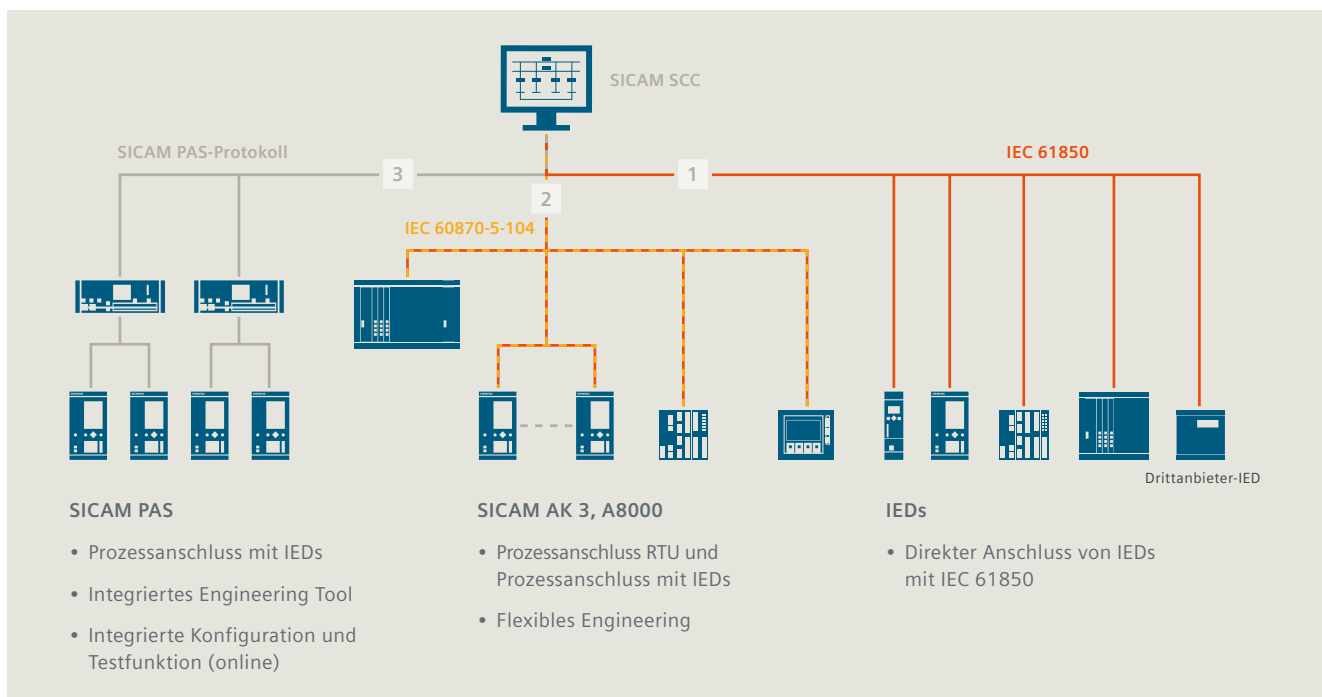 SICAM SCC
SICAM PAS-Protokoll
IEC 61850
3
1
2
IEC 60870-5-104
Drittanbieter-IED
SICAM PAS
• Prozessanschluss mit IEDs
• Integriertes Engineering Tool
• Integrierte Konfiguration und
Testfunktion (online)
SICAM AK 3, A8000
• Prozessanschluss RTU und
Prozessanschluss mit IEDs
• Flexibles Engineering
IEDs
• Direkter Anschluss von IEDs
mit IEC 61850